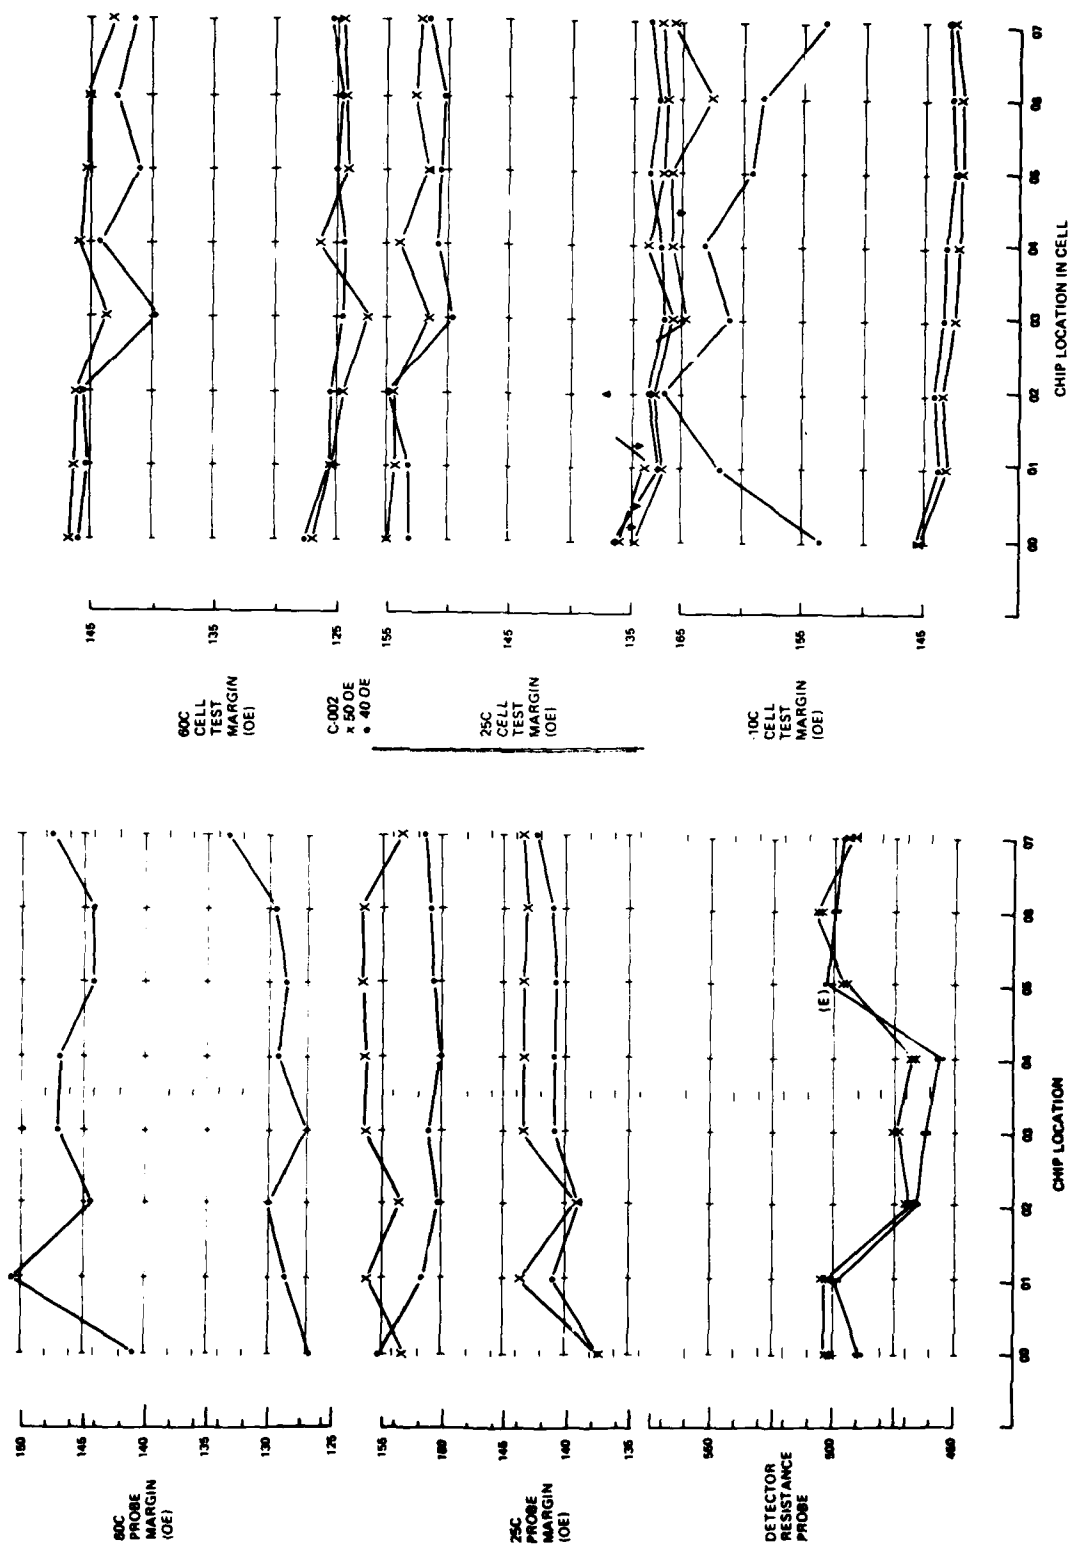 60C
CELL
TEST
MARGIN
(OE)
145
135
125
C-002
x 50 OE
• 40 OE
25C
CELL
TEST
MARGIN
(OE)
155
145
135
-10C
CELL
TEST
MARGIN
(OE)
165
155
145
00 01 02 03 04 05 06 07
CHIP LOCATION IN CELL
60C
PROBE
MARGIN
(OE)
150
145
140
135
130
125
25C
PROBE
MARGIN
(OE)
155
150
145
140
135
DETECTOR
RESISTANCE
PROBE
560
500
460
(E)
00 01 02 03 04 05 06 07
CHIP LOCATION